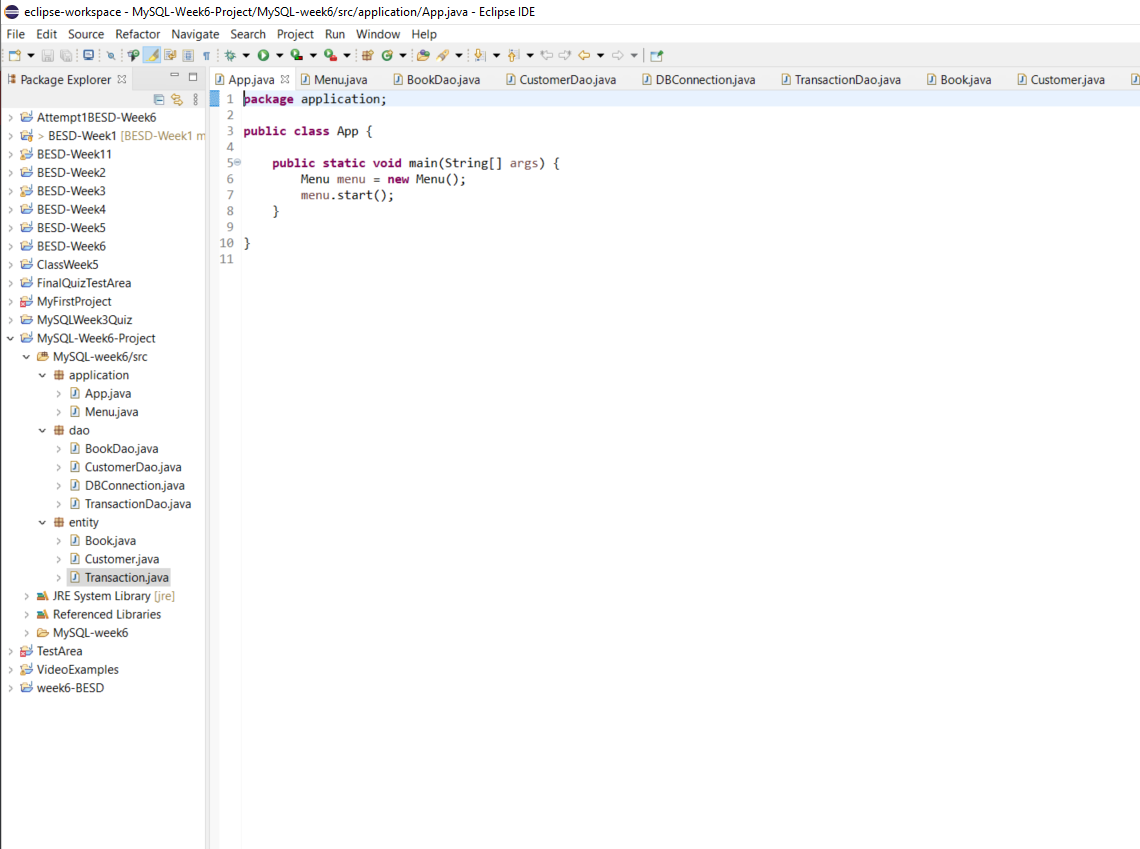 eclipse-workspace - MySQL-Week6-Project/MySQL-week6/src/application/App.java - Eclipse IDE
File Edit Source Refactor Navigate Search Project Run Window Help
Package Explorer
App.java Menu.java BookDao.java CustomerDao.java DBConnection.java TransactionDao.java Book.java Customer.java
Attempt1BESD-Week6
> BESD-Week1 [BESD-Week1 m
BESD-Week11
BESD-Week2
BESD-Week3
BESD-Week4
BESD-Week5
BESD-Week6
ClassWeek5
FinalQuizTestArea
MyFirstProject
MySQLWeek3Quiz
MySQL-Week6-Project
MySQL-week6/src
application
App.java
Menu.java
dao
BookDao.java
CustomerDao.java
DBConnection.java
TransactionDao.java
entity
Book.java
Customer.java
Transaction.java
JRE System Library [jre]
Referenced Libraries
MySQL-week6
TestArea
VideoExamples
week6-BESD
1 package application;
2
3 public class App {
4
5 public static void main(String[] args) {
6 Menu menu = new Menu();
7 menu.start();
8 }
9
10 }
11